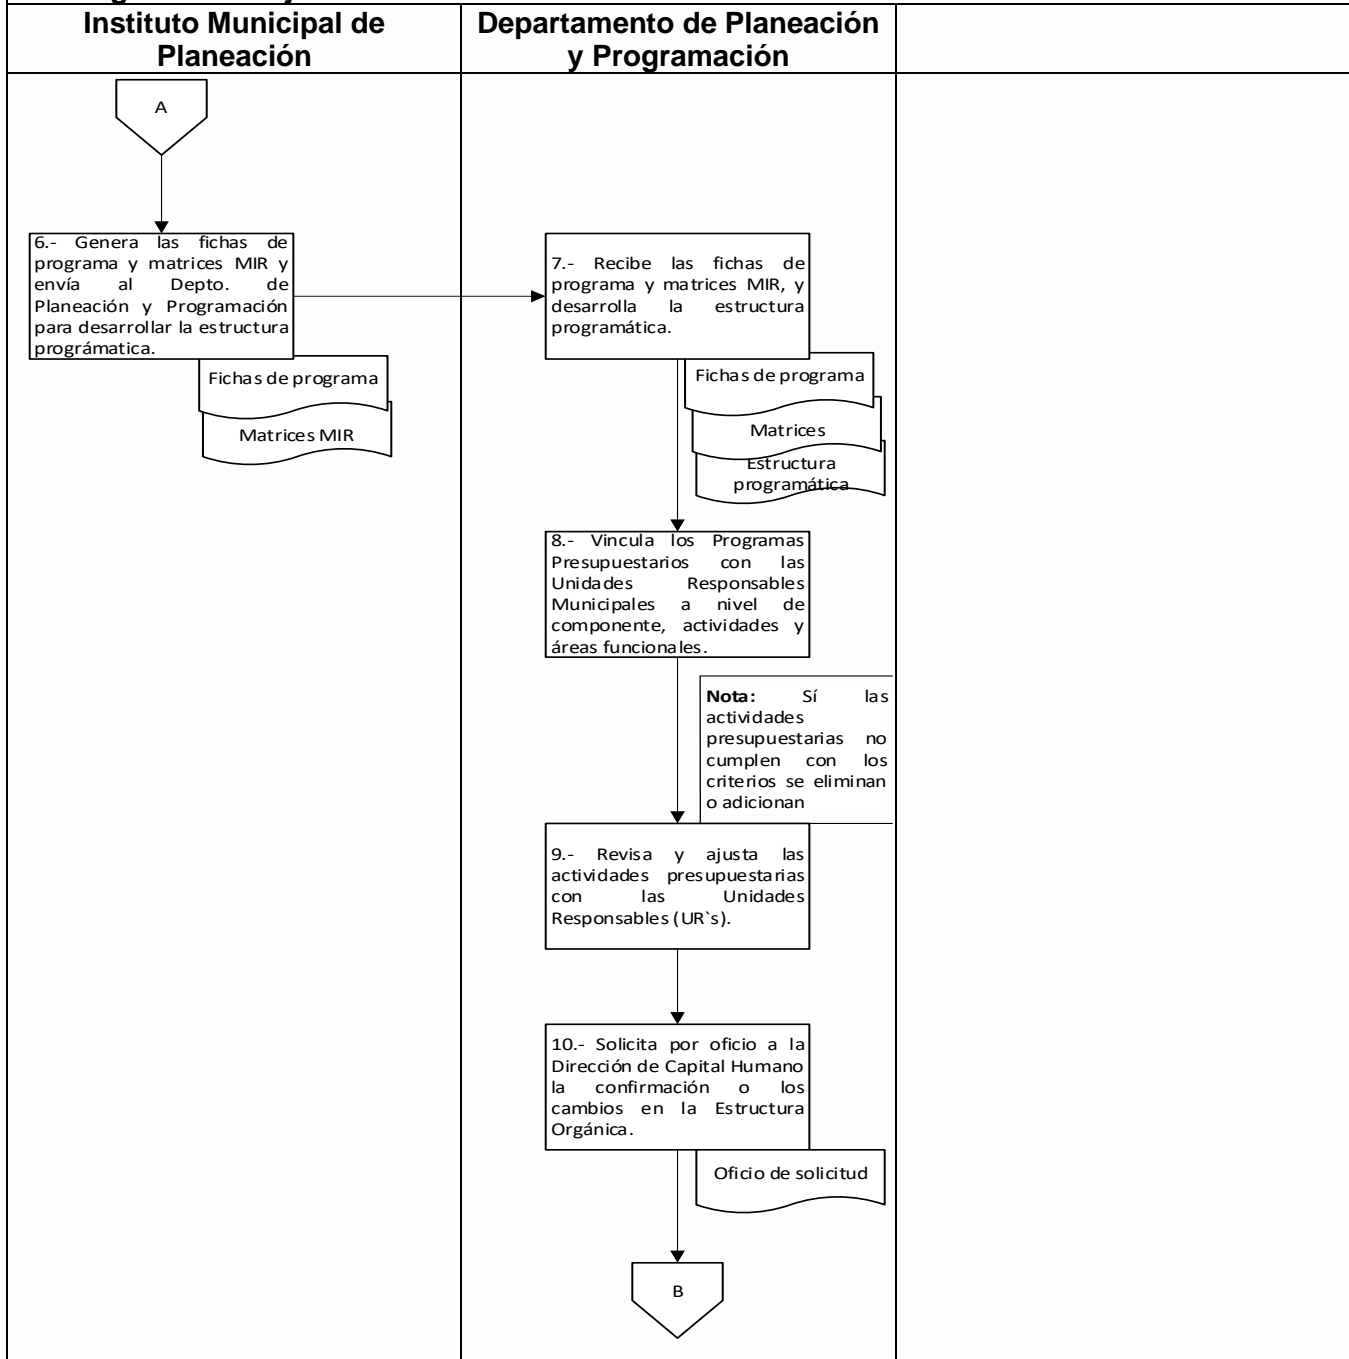 Instituto Municipal de
Planeación
Departamento de Planeación
y Programación
A
6.- Genera las fichas de
programa y matrices MIR y
envía al Depto. de
Planeación y Programación
para desarrollar la estructura
prográmatica.
Fichas de programa
Matrices MIR
7.- Recibe las fichas de
programa y matrices MIR, y
desarrolla la estructura
programática.
Fichas de programa
Matrices
Estructura
programática
8.- Vincula los Programas
Presupuestarios con las
Unidades Responsables
Municipales a nivel de
componente, actividades y
áreas funcionales.
Nota: Sí las
actividades
presupuestarias no
cumplen con los
criterios se eliminan
o adicionan
9.- Revisa y ajusta las
actividades presupuestarias
con las Unidades
Responsables (UR`s).
10.- Solicita por oficio a la
Dirección de Capital Humano
la confirmación o los
cambios en la Estructura
Orgánica.
Oficio de solicitud
B